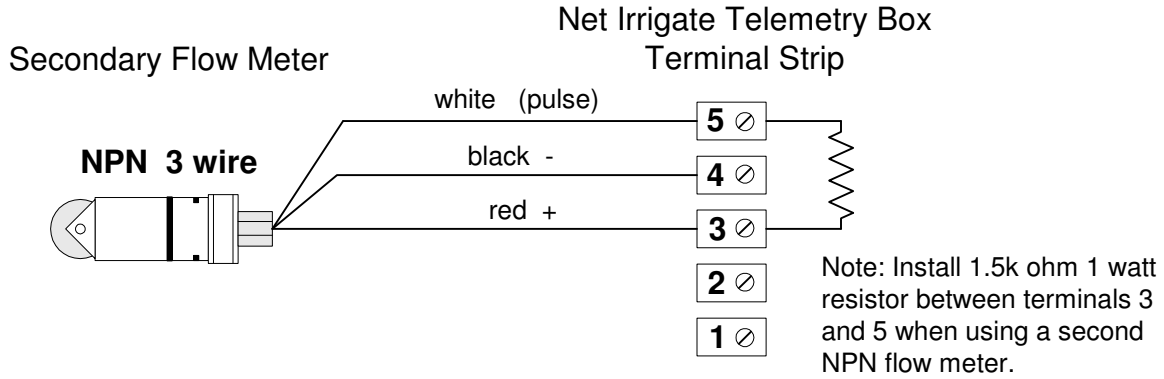 Net Irrigate Telemetry Box
Terminal Strip
Secondary Flow Meter
NPN 3 wire
white (pulse)
black -
red +
5
4
3
2
1
Note: Install 1.5k ohm 1 watt
resistor between terminals 3
and 5 when using a second
NPN flow meter.